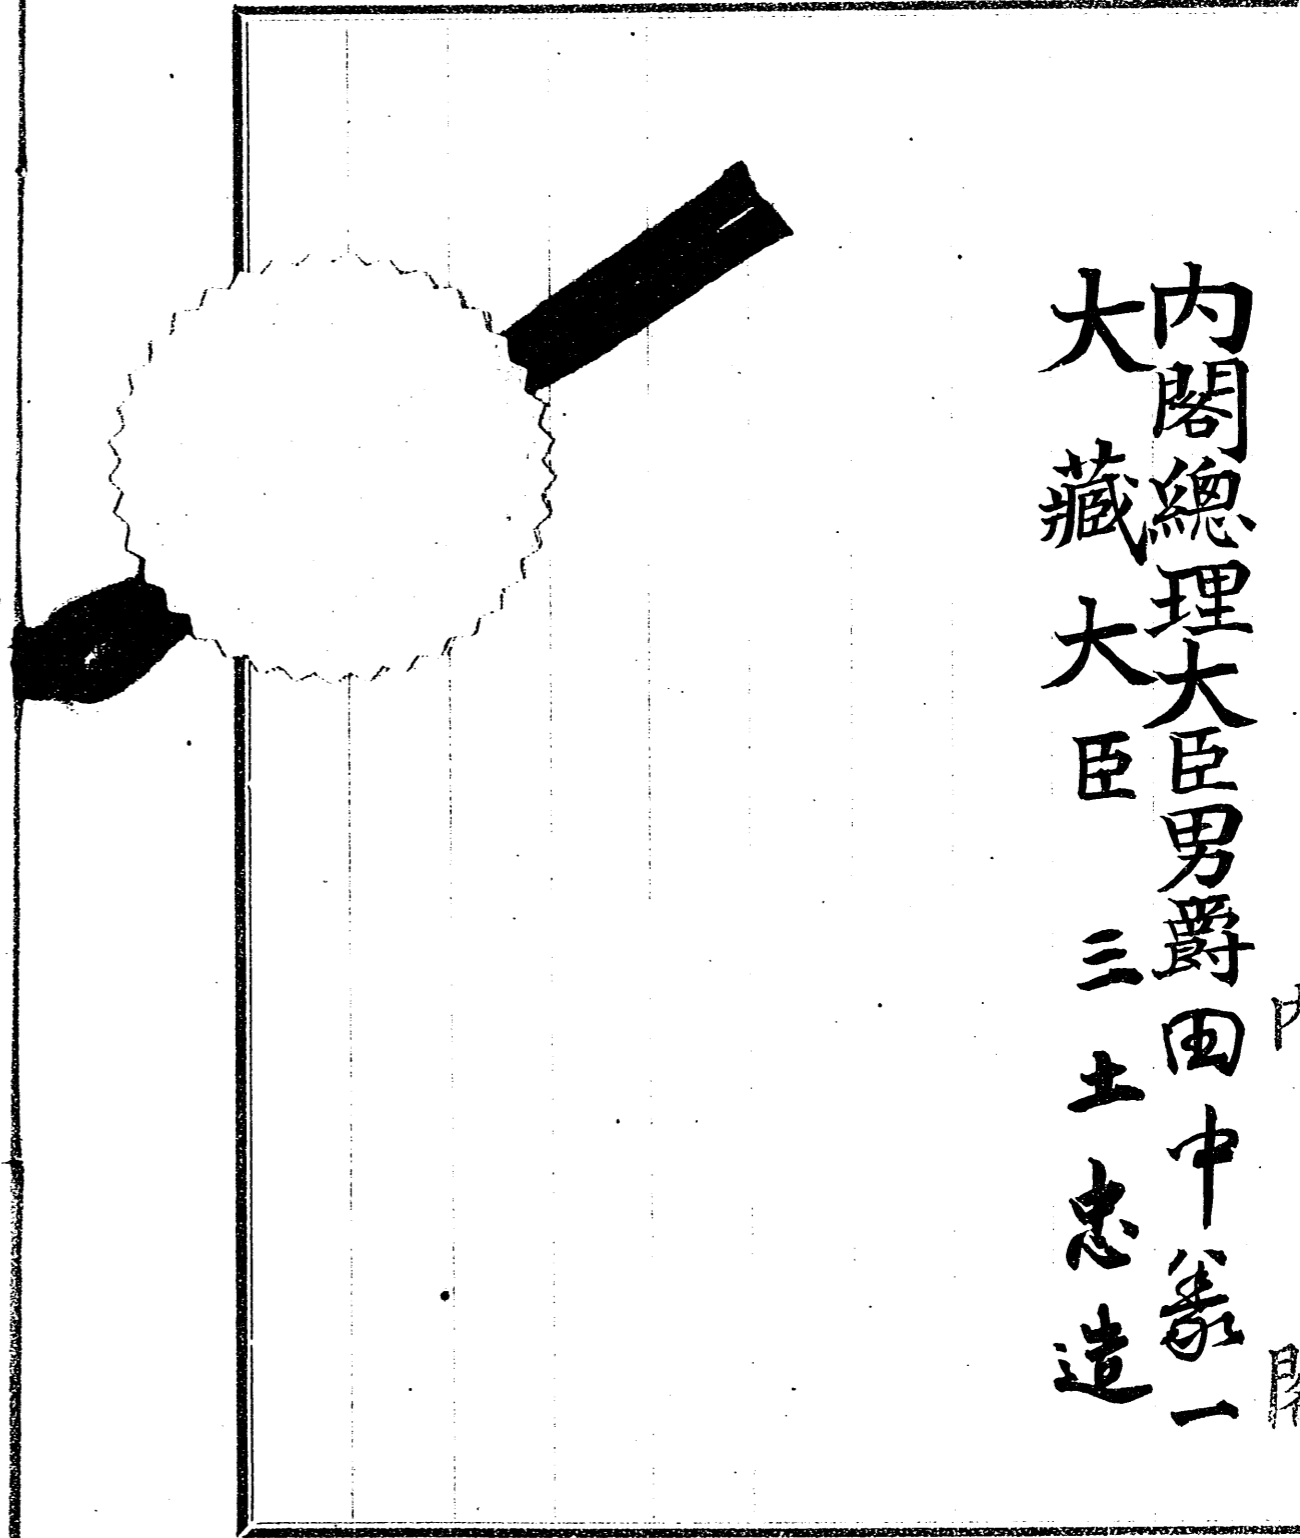 内閣總理大臣男爵田中義一
大藏大臣 三土忠造